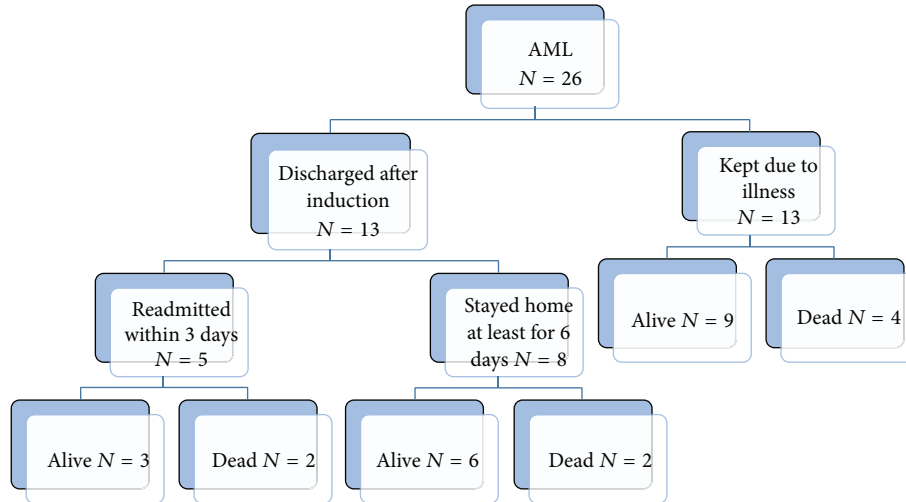 AML
N = 26
Discharged after
induction
N = 13
Kept due to
illness
N = 13
Readmitted
within 3 days
N = 5
Stayed home
at least for 6
days N = 8
Alive N = 9
Dead N = 4
Alive N = 3
Dead N = 2
Alive N = 6
Dead N = 2